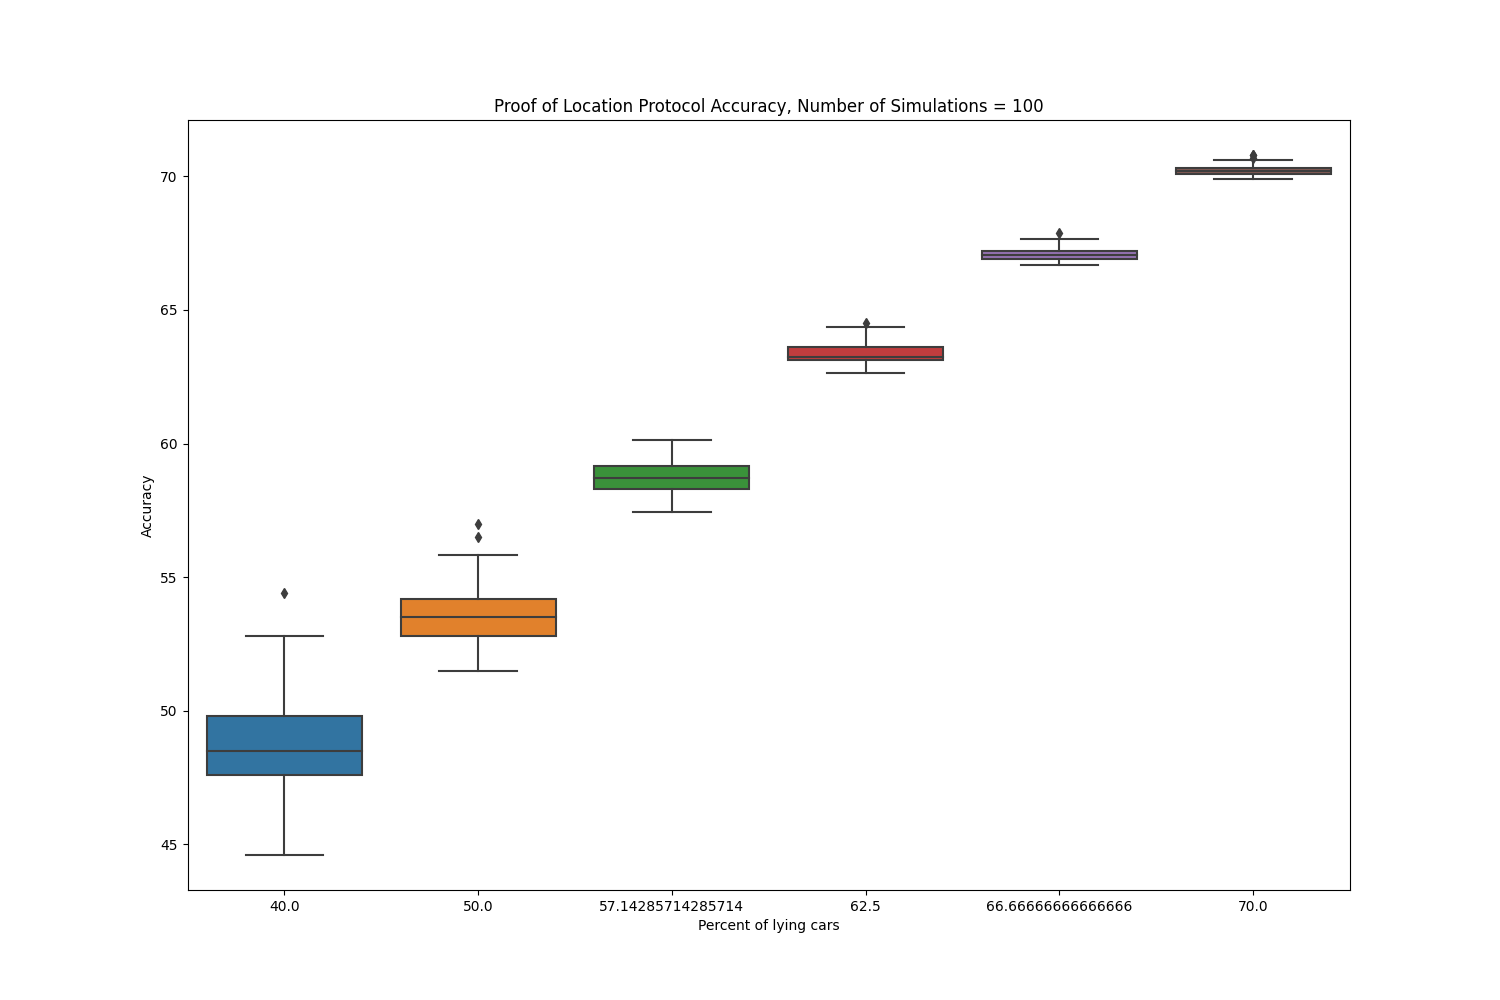 Proof of Location Protocol Accuracy, Number of Simulations = 100
70
65
60
55
50
45
Accuracy
40.0 50.0 57.14285714285714 62.5 66.66666666666666 70.0
Percent of lying cars